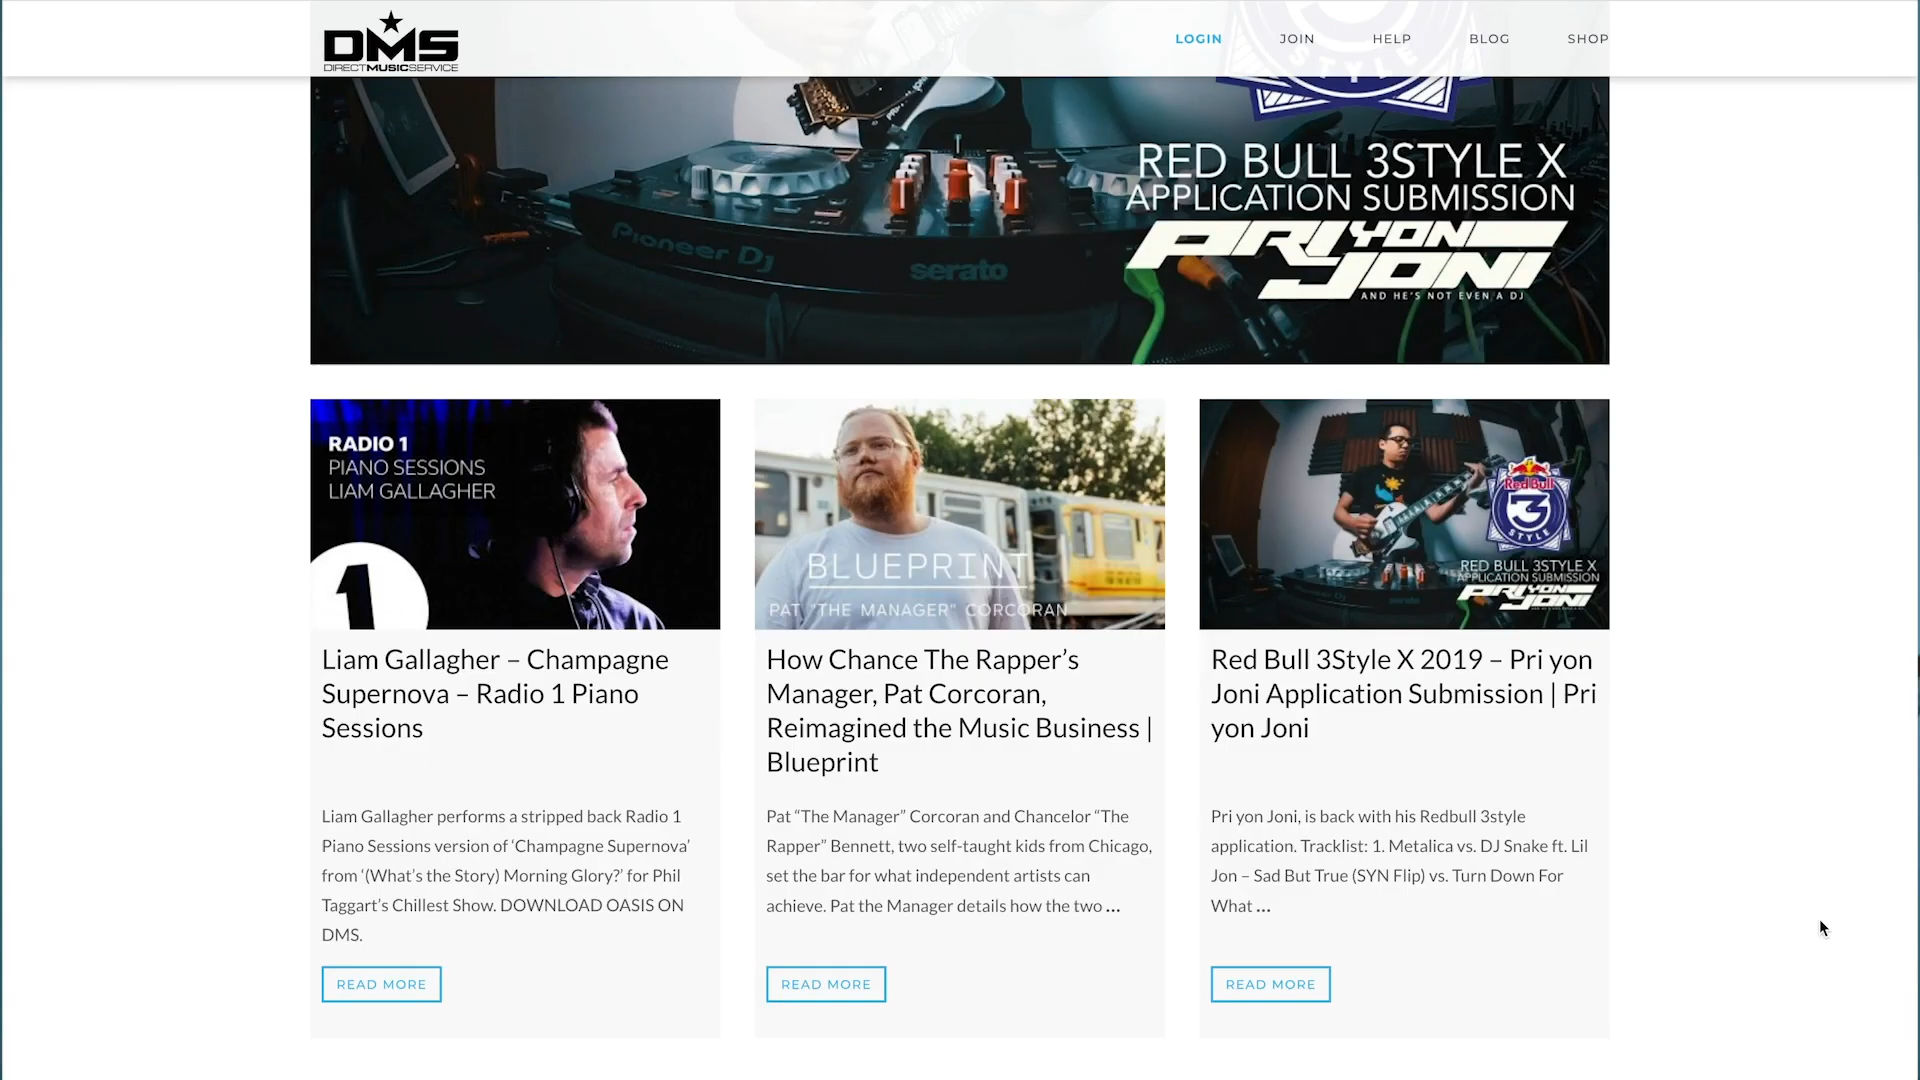 DMS
DIRECTMUSICSERVICE
LOGIN
JOIN
HELP
BLOG
SHOP
STYLE
RED BULL 3STYLE X
APPLICATION SUBMISSION
PRI YON
JONI
AND HE'S NOT EVEN A DJ
Pioneer Dj
serato
RADIO 1
PIANO SESSIONS
LIAM GALLAGHER
1
BLUEPRINT
PAT "THE MANAGER" CORCORAN
Red Bull
3
STYLE
RED BULL 3STYLE X
APPLICATION SUBMISSION
PRI YON
JONI
serato
Liam Gallagher – Champagne
Supernova – Radio 1 Piano
Sessions
Liam Gallagher performs a stripped back Radio 1
Piano Sessions version of ‘Champagne Supernova’
from ‘(What’s the Story) Morning Glory?’ for Phil
Taggart’s Chillest Show. DOWNLOAD OASIS ON
DMS.
READ MORE
How Chance The Rapper’s
Manager, Pat Corcoran,
Reimagined the Music Business |
Blueprint
Pat “The Manager” Corcoran and Chancelor “The
Rapper” Bennett, two self-taught kids from Chicago,
set the bar for what independent artists can
achieve. Pat the Manager details how the two ...
READ MORE
Red Bull 3Style X 2019 – Pri yon
Joni Application Submission | Pri
yon Joni
Pri yon Joni, is back with his Redbull 3style
application. Tracklist: 1. Metalica vs. DJ Snake ft. Lil
Jon – Sad But True (SYN Flip) vs. Turn Down For
What ...
READ MORE